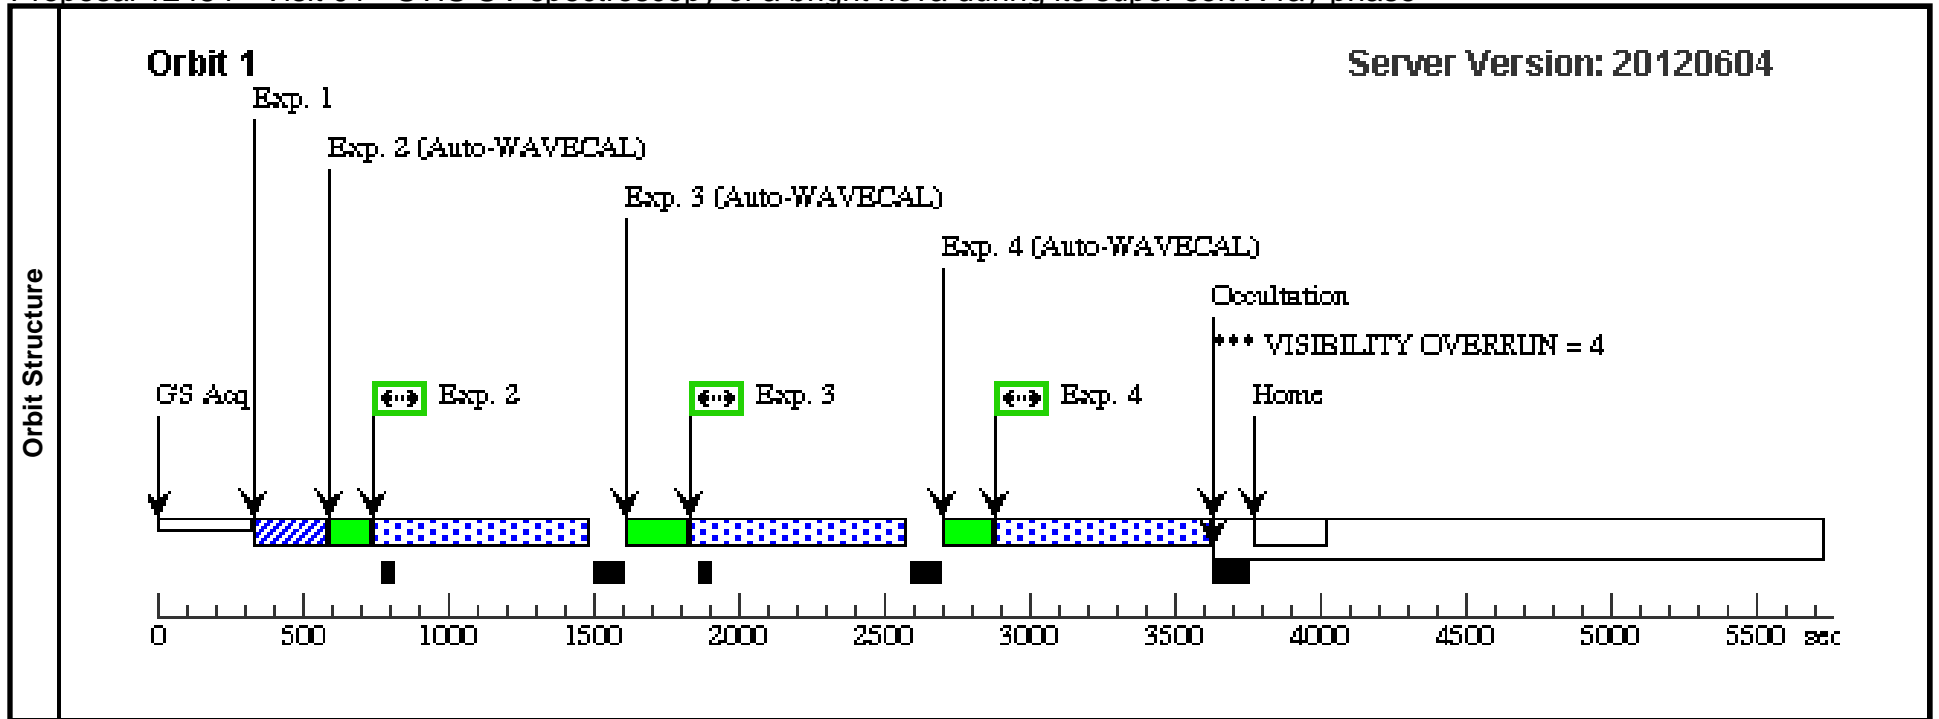 Orbit 1
Server Version: 20120604
Exp. 1
Exp. 2 (Auto-WAVECAL)
Exp. 3 (Auto-WAVECAL)
Exp. 4 (Auto-WAVECAL)
Occultation
*** VISIBILITY OVERRUN = 4
GS Acq
Exp. 2
Exp. 3
Exp. 4
Home
Orbit Structure
0 500 1000 1500 2000 2500 3000 3500 4000 4500 5000 5500 sec